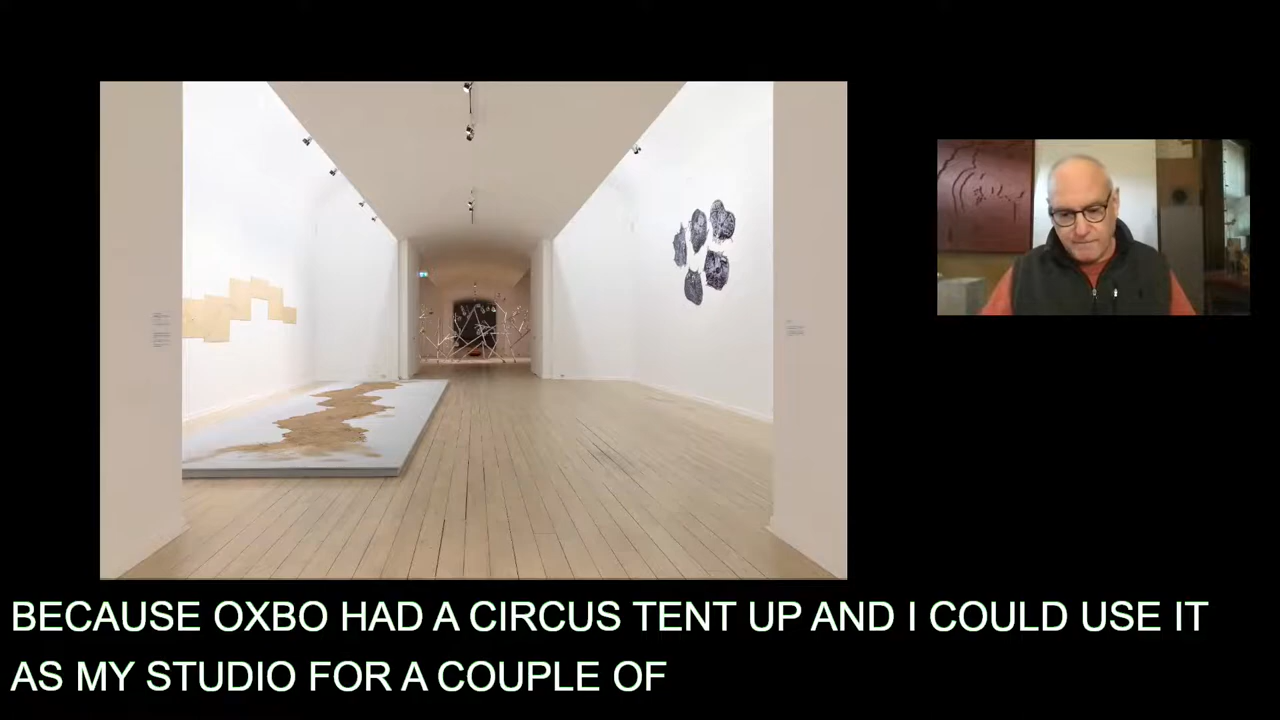 BECAUSE OXBO HAD A CIRCUS TENT UP AND I COULD USE IT
AS MY STUDIO FOR A COUPLE OF